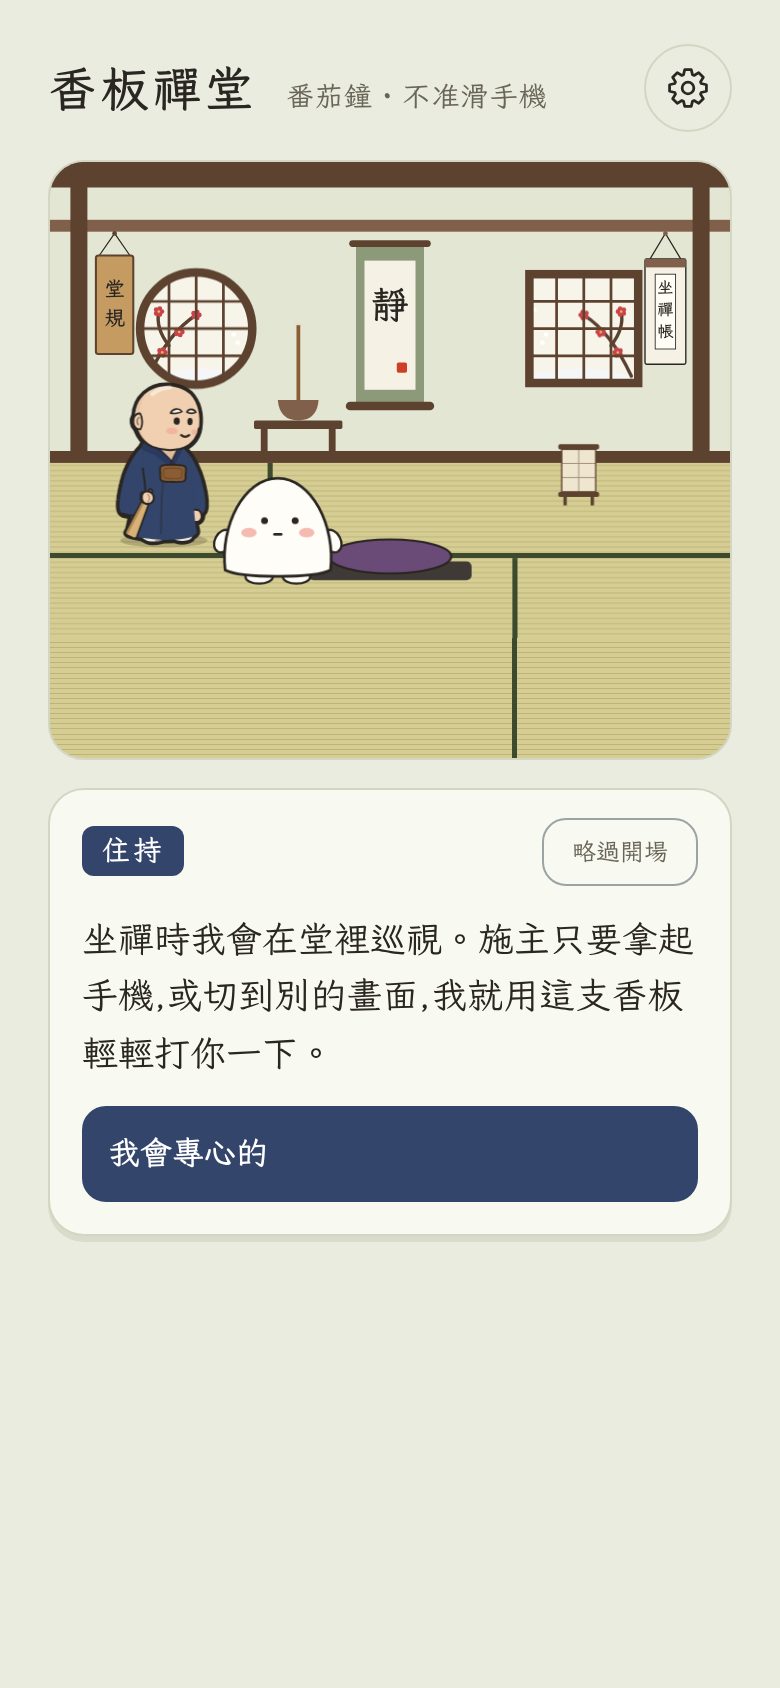 香板禪堂
番茄鐘・不准滑手機
堂規
靜
坐禪帳
住持
略過開場
坐禪時我會在堂裡巡視。施主只要拿起
手機,或切到別的畫面,我就用這支香板
輕輕打你一下。
我會專心的